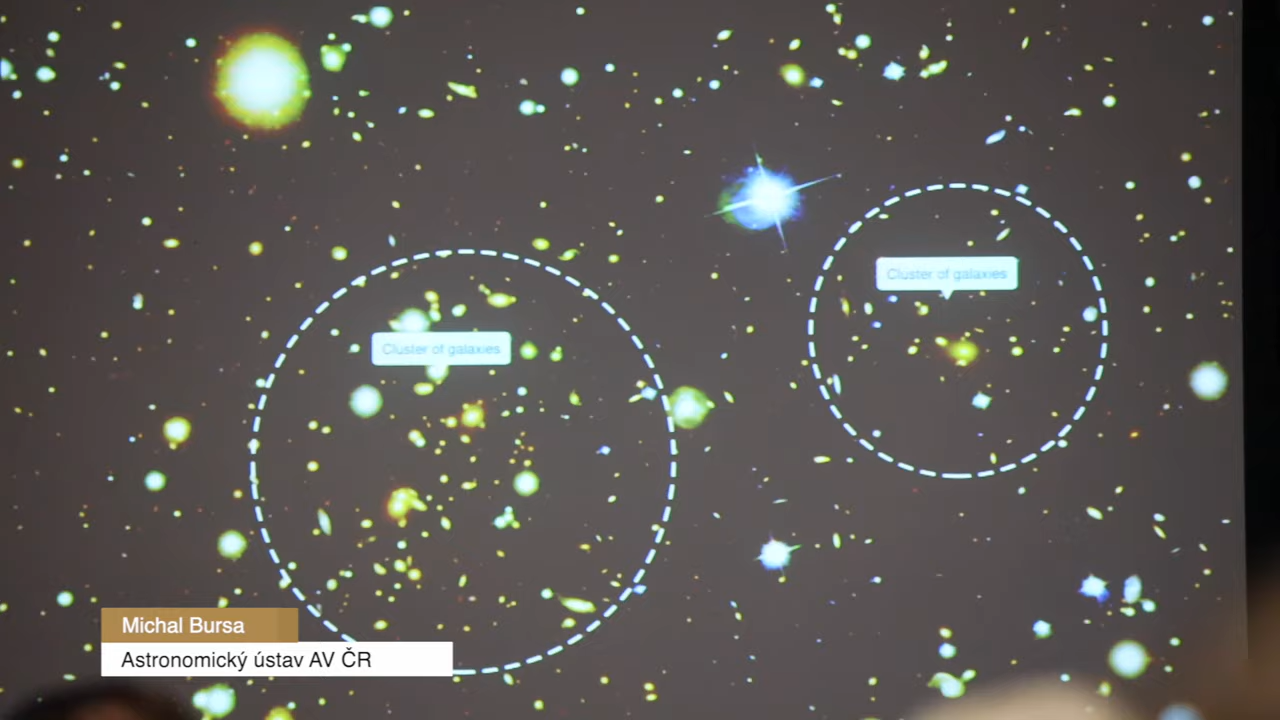 Cluster of galaxies
Cluster of galaxies
Michal Bursa
Astronomický ústav AV ČR